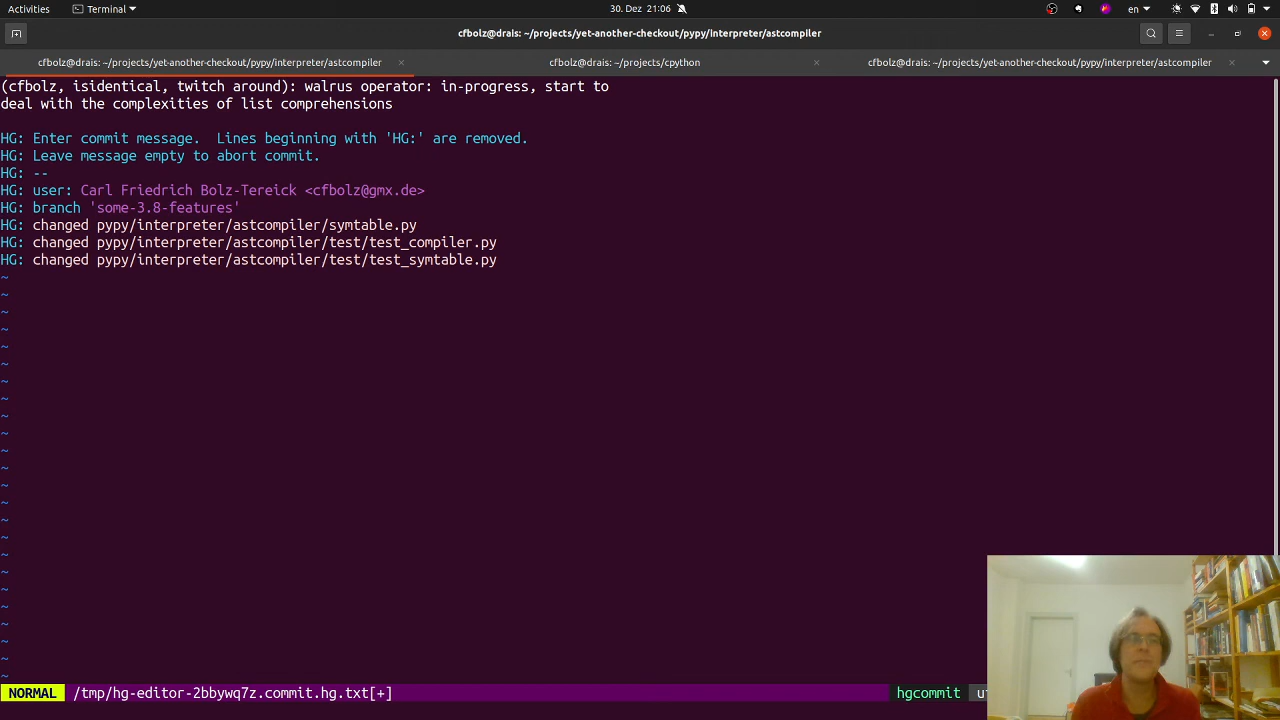 Activities
Terminal
30. Dez 21:06
en
cfbolz@drais: ~/projects/yet-another-checkout/pypy/interpreter/astcompiler
cfbolz@drais: ~/projects/yet-another-checkout/pypy/interpreter/astcompiler
cfbolz@drais: ~/projects/cpython
cfbolz@drais: ~/projects/yet-another-checkout/pypy/interpreter/astcompiler
(cfbolz, isidentical, twitch around): walrus operator: in-progress, start to
deal with the complexities of list comprehensions
HG: Enter commit message.  Lines beginning with 'HG:' are removed.
HG: Leave message empty to abort commit.
HG: --
HG: user: Carl Friedrich Bolz-Tereick <cfbolz@gmx.de>
HG: branch 'some-3.8-features'
HG: changed pypy/interpreter/astcompiler/symtable.py
HG: changed pypy/interpreter/astcompiler/test/test_compiler.py
HG: changed pypy/interpreter/astcompiler/test/test_symtable.py
NORMAL /tmp/hg-editor-2bbywq7z.commit.hg.txt[+] hgcommit